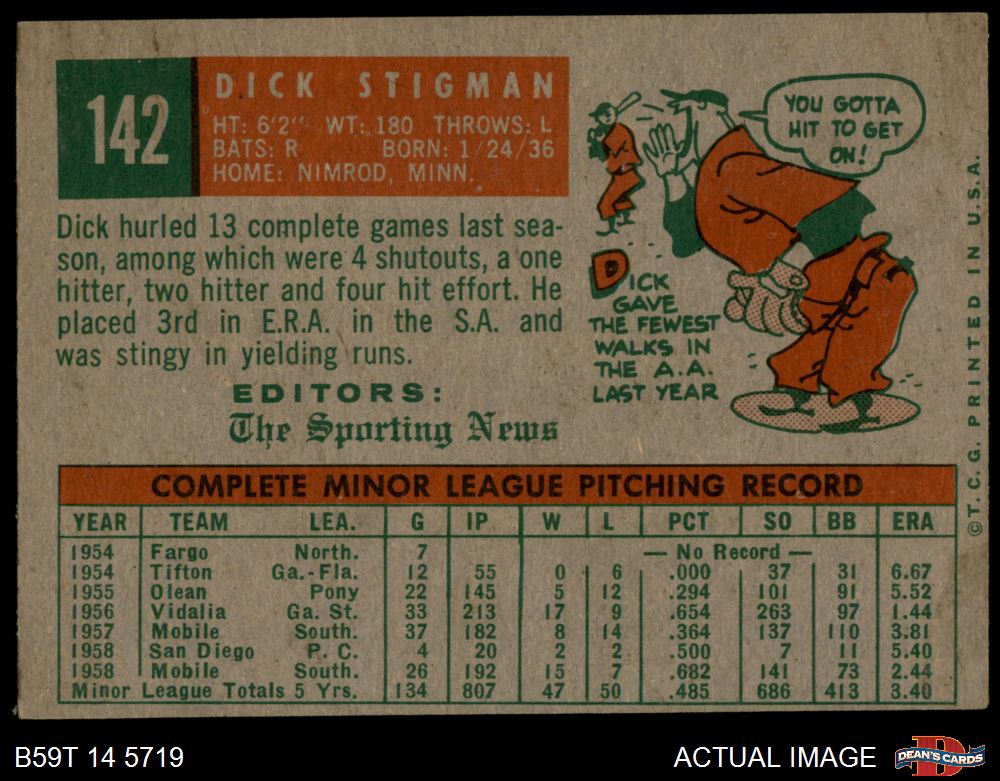 142
DICK STIGMAN
HT: 6'2" WT: 180 THROWS: L
BATS: R BORN: 1/24/36
HOME: NIMROD, MINN.
Dick hurled 13 complete games last sea-
son, among which were 4 shutouts, a one
hitter, two hitter and four hit effort. He
placed 3rd in E.R.A. in the S.A. and
was stingy in yielding runs.
EDITORS:
The Sporting News
YOU GOTTA
HIT TO GET
ON!
DICK
GAVE
THE FEWEST
WALKS IN
THE A.A.
LAST YEAR
©T.C.G. PRINTED IN U.S.A.
COMPLETE MINOR LEAGUE PITCHING RECORD
YEAR TEAM LEA. G IP W L PCT SO BB ERA
1954 Fargo North. 7 — No Record —
1954 Tifton Ga.-Fla. 12 55 0 6 .000 37 31 6.67
1955 Olean Pony 22 145 5 12 .294 101 91 5.52
1956 Vidalia Ga. St. 33 213 17 9 .654 263 97 1.44
1957 Mobile South. 37 182 8 14 .364 137 110 3.81
1958 San Diego P. C. 4 20 2 2 .500 7 11 5.40
1958 Mobile South. 26 192 15 7 .682 141 73 2.44
Minor League Totals 5 Yrs. 134 807 47 50 .485 686 413 3.40
B59T 14 5719
ACTUAL IMAGE
D
DEAN'S CARDS